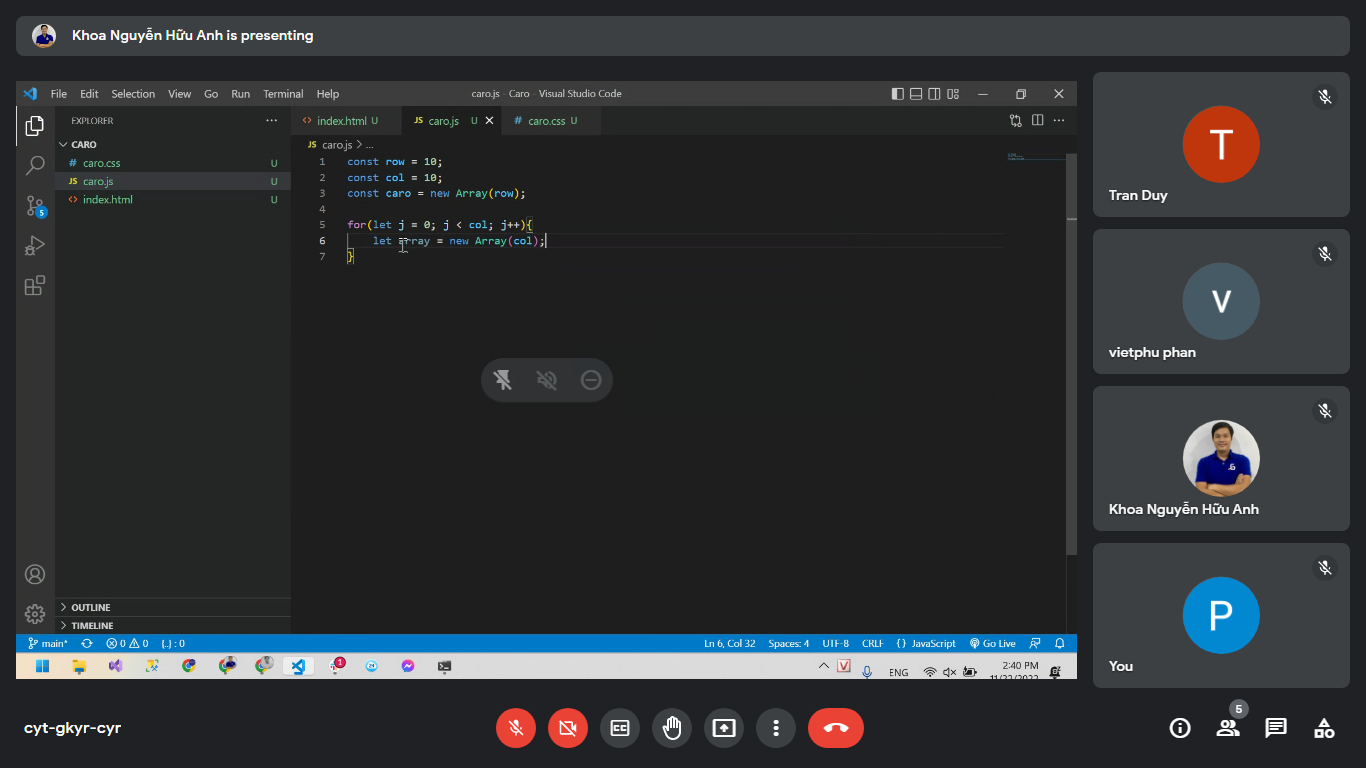 Khoa Nguyễn Hữu Anh is presenting
File Edit Selection View Go Run Terminal Help
caro.js - Caro - Visual Studio Code
EXPLORER
CARO
# caro.css U
JS caro.js U
<> index.html U
<> index.html U
JS caro.js U
# caro.css U
JS caro.js > ...
1 const row = 10;
2 const col = 10;
3 const caro = new Array(row);
4
5 for(let j = 0; j < col; j++){
6 let array = new Array(col);
7 }
OUTLINE
TIMELINE
5
main* 0 0 {.} : 0
Ln 6, Col 32 Spaces: 4 UTF-8 CRLF {} JavaScript Go Live
1
24
V
ENG
2:40 PM
T
Tran Duy
V
vietphu phan
Khoa Nguyễn Hữu Anh
P
You
cyt-gkyr-cyr
5